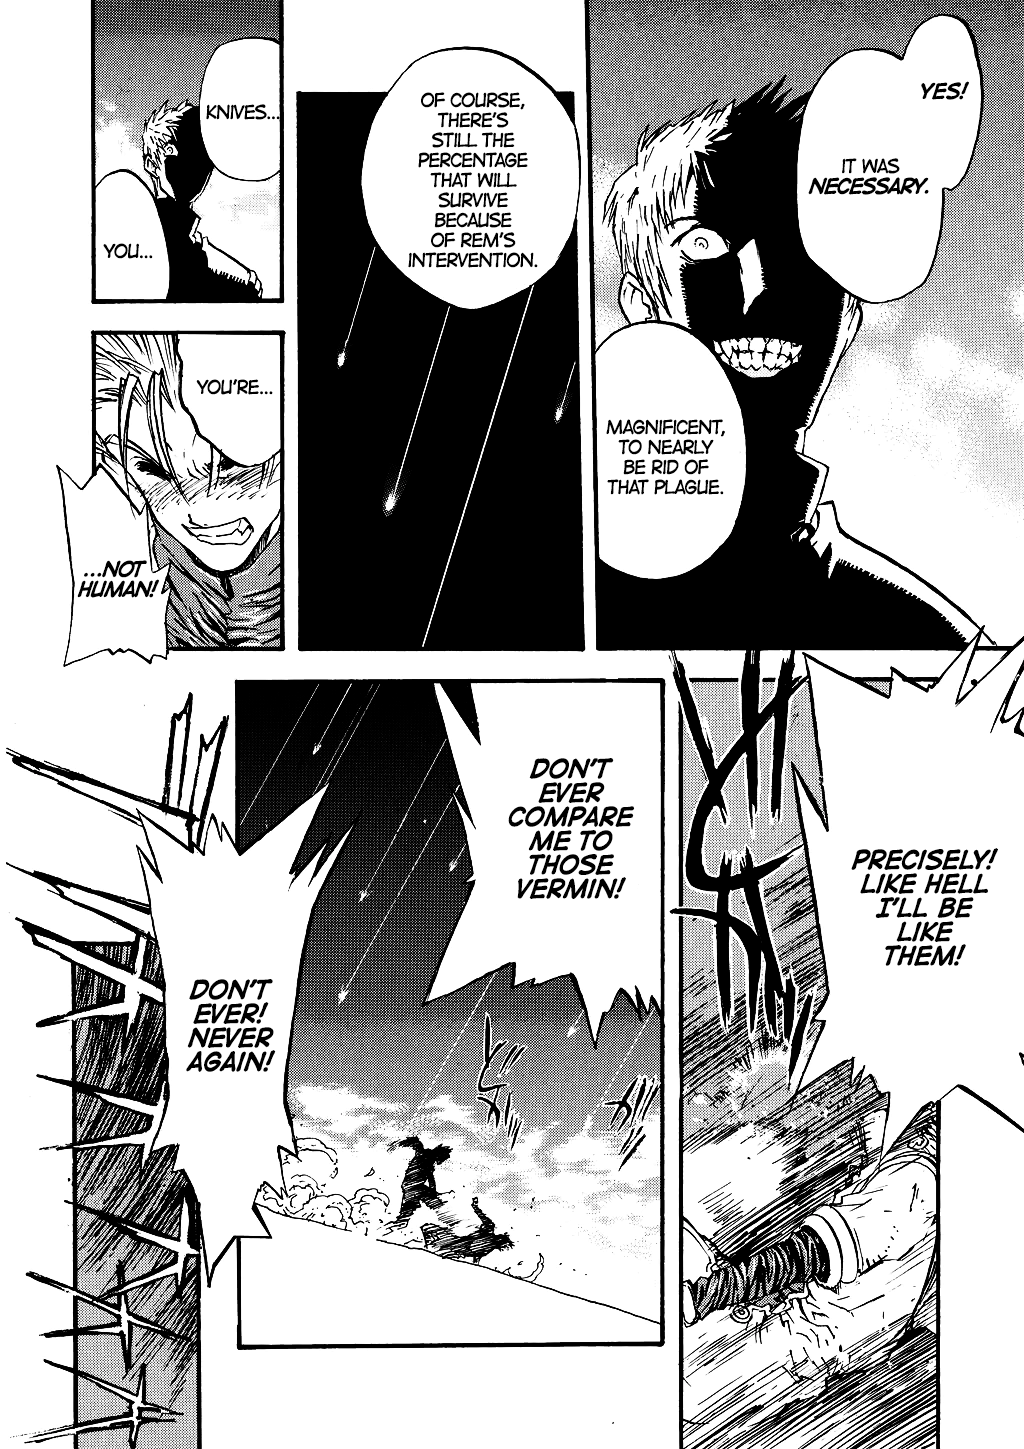 YES!
IT WAS
NECESSARY.
MAGNIFICENT,
TO NEARLY
BE RID OF
THAT PLAGUE.
OF COURSE,
THERE'S
STILL THE
PERCENTAGE
THAT WILL
SURVIVE
BECAUSE
OF REM'S
INTERVENTION.
KNIVES...
YOU...
YOU'RE...
...NOT
HUMAN!
PRECISELY!
LIKE HELL
I'LL BE
LIKE
THEM!
DON'T
EVER
COMPARE
ME TO
THOSE
VERMIN!
DON'T
EVER!
NEVER
AGAIN!